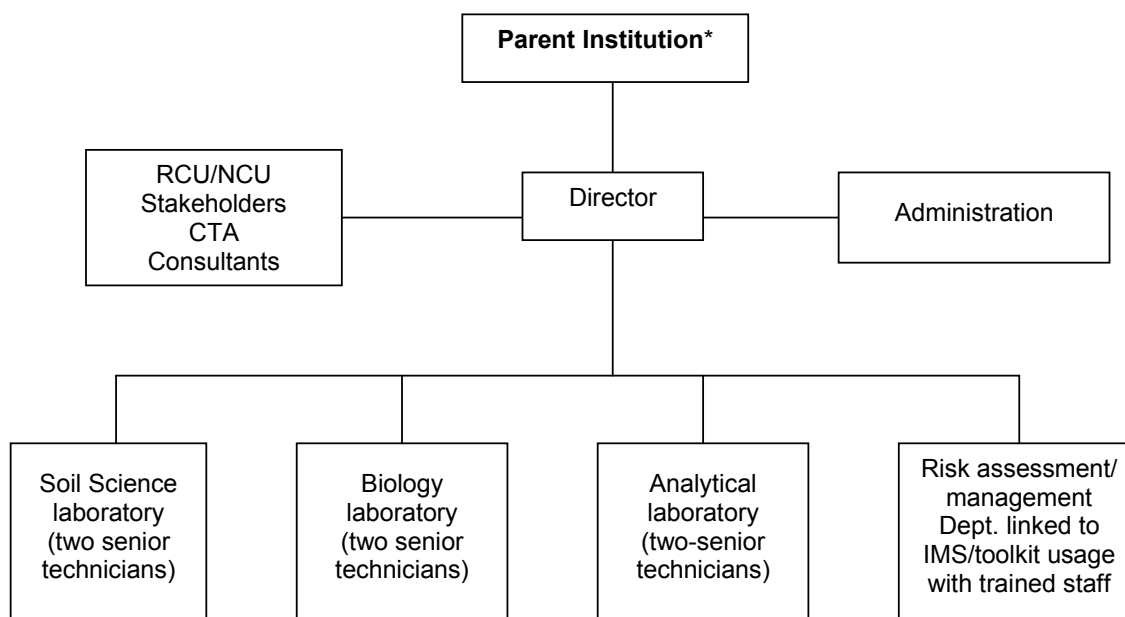 Parent Institution*
RCU/NCU
Stakeholders
CTA
Consultants
Director
Administration
Soil Science
laboratory
(two senior
technicians)
Biology
laboratory
(two senior
technicians)
Analytical
laboratory
(two-senior
technicians)
Risk assessment/
management
Dept. linked to
IMS/toolkit usage
with trained staff